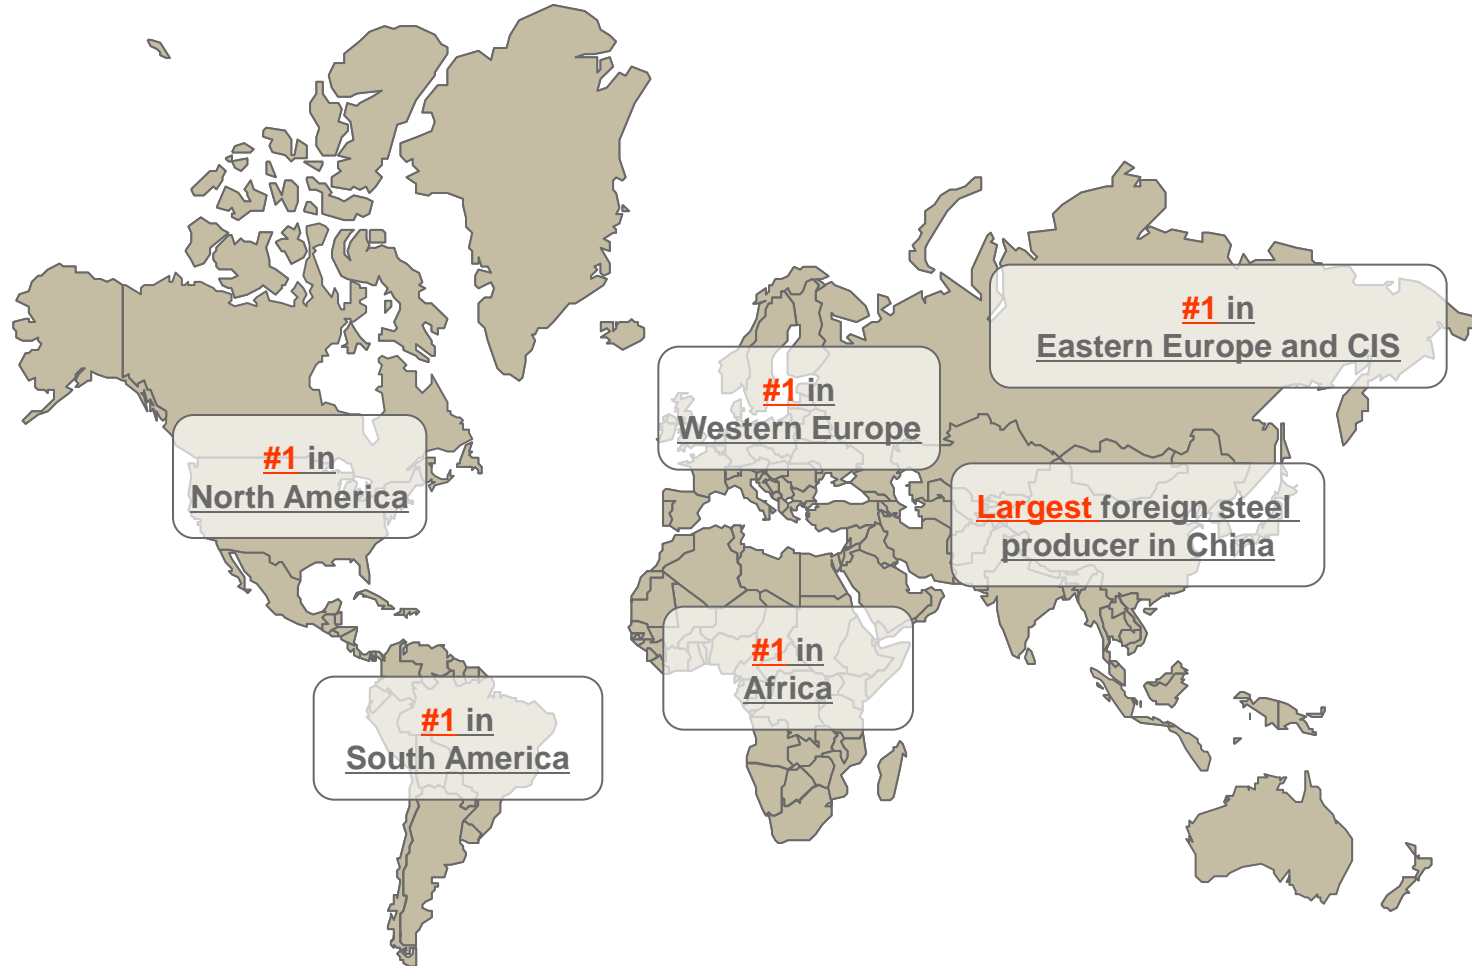 #1 in
Eastern Europe and CIS
#1 in
Western Europe
#1 in
North America
Largest foreign steel
producer in China
#1 in
Africa
#1 in
South America